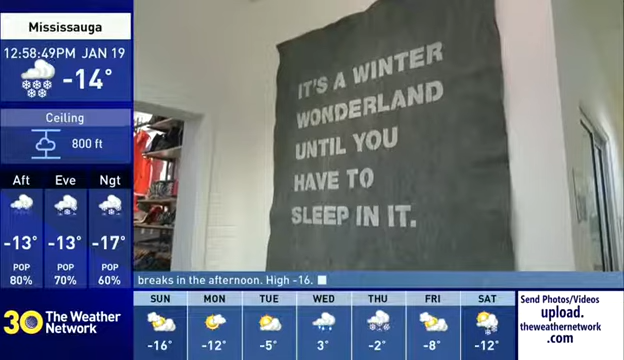 Mississauga
12:58:49PM JAN 19
-14°
Ceiling
800 ft
Aft Eve Ngt
-13° -13° -17°
POP POP POP
80% 70% 60%
30 The Weather
Network
IT'S A WINTER
WONDERLAND
UNTIL YOU
HAVE TO
SLEEP IN IT.
breaks in the afternoon. High -16.
SUN MON TUE WED THU FRI SAT
-16° -12° -5° 3° -2° -8° -12°
Send Photos/Videos
upload.
theweathernetwork
.com